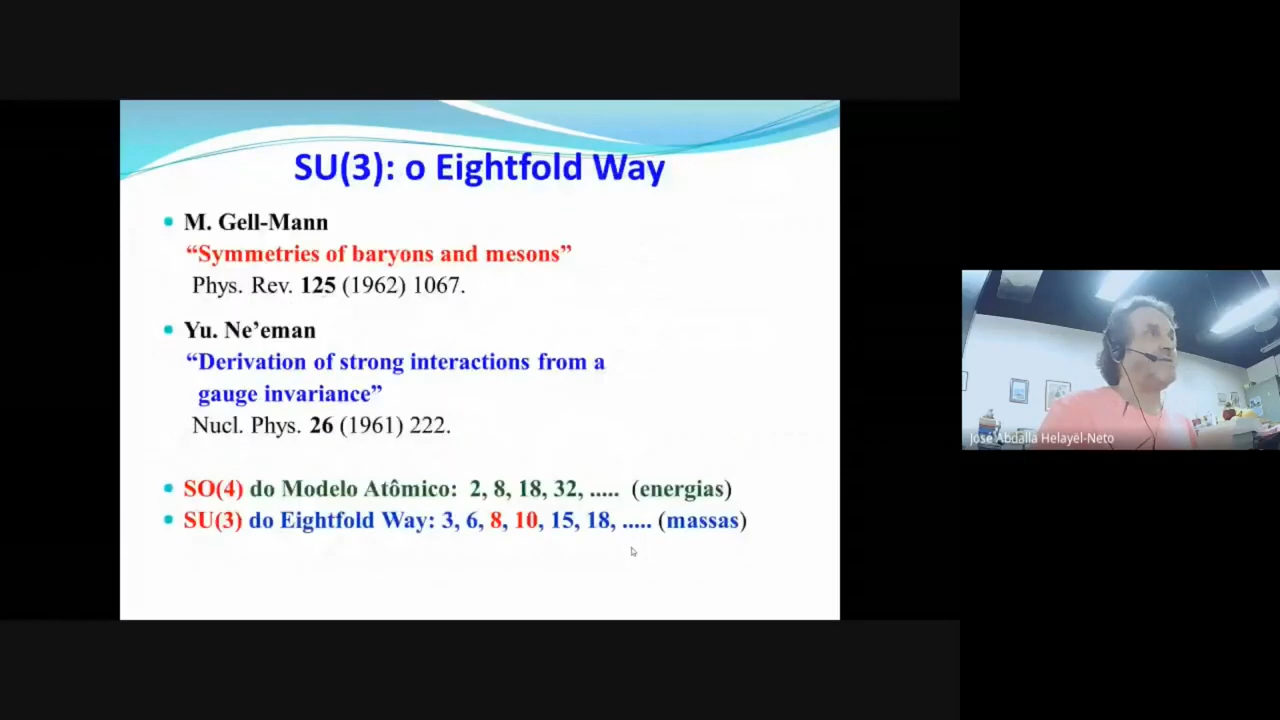 SU(3): o Eightfold Way
M. Gell-Mann
“Symmetries of baryons and mesons”
Phys. Rev. 125 (1962) 1067.
Yu. Ne’eman
“Derivation of strong interactions from a
gauge invariance”
Nucl. Phys. 26 (1961) 222.
SO(4) do Modelo Atômico: 2, 8, 18, 32, ..... (energias)
SU(3) do Eightfold Way: 3, 6, 8, 10, 15, 18, ..... (massas)
José Abdalla Helayël-Neto